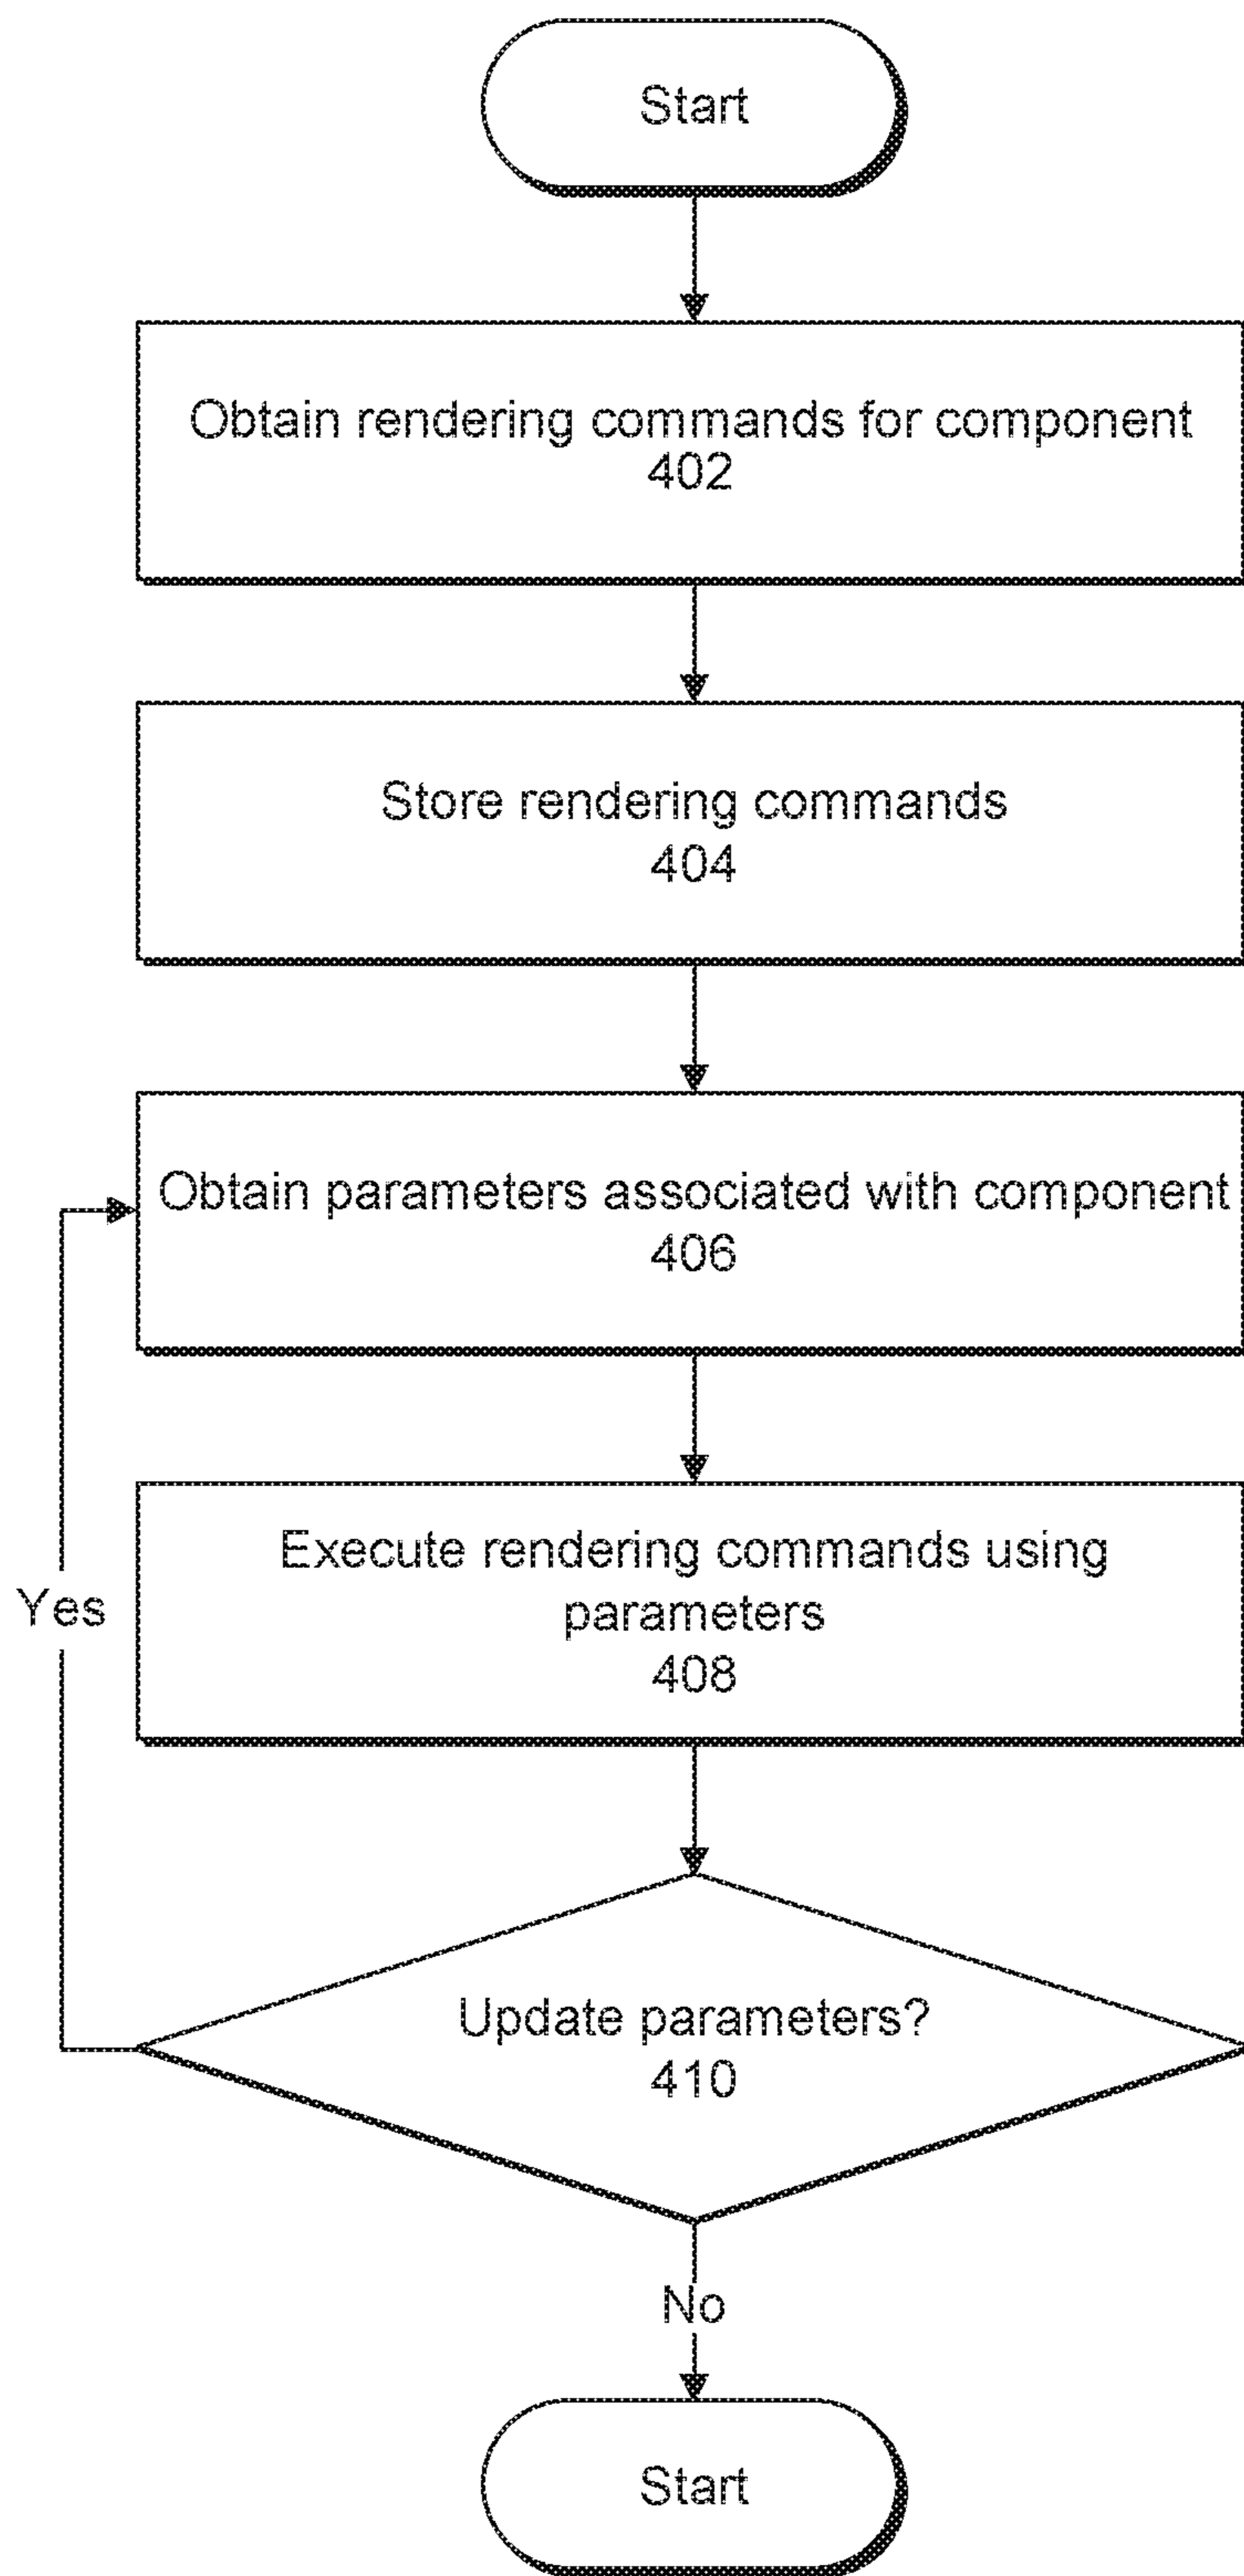 Start
Obtain rendering commands for component
402
Store rendering commands
404
Obtain parameters associated with component
406
Execute rendering commands using
parameters
408
Yes
Update parameters?
410
No
Start